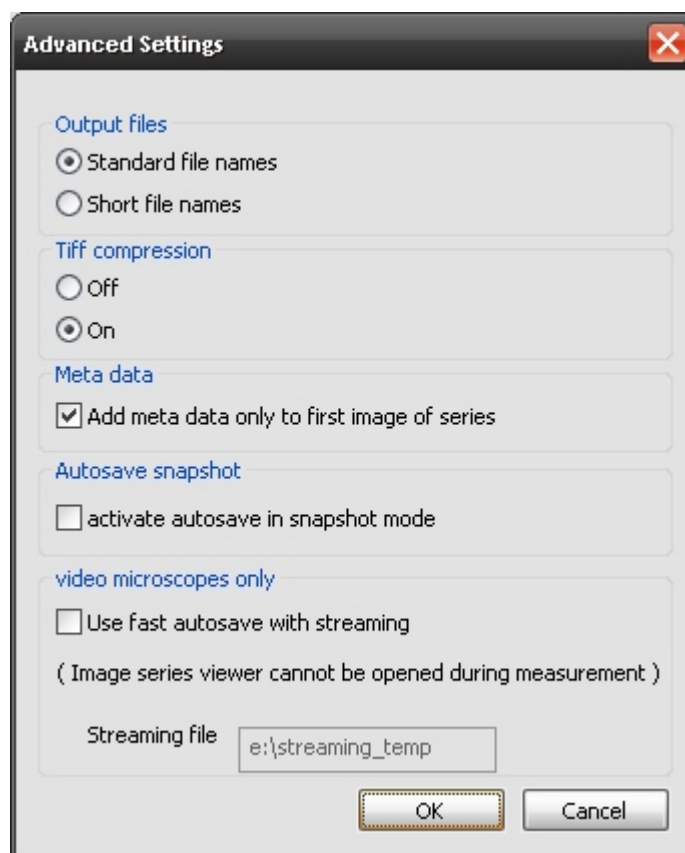 Advanced Settings
Output files
Standard file names
Short file names
Tiff compression
Off
On
Meta data
Add meta data only to first image of series
Autosave snapshot
activate autosave in snapshot mode
video microscopes only
Use fast autosave with streaming
( Image series viewer cannot be opened during measurement )
Streaming file
e:\streaming_temp
OK
Cancel